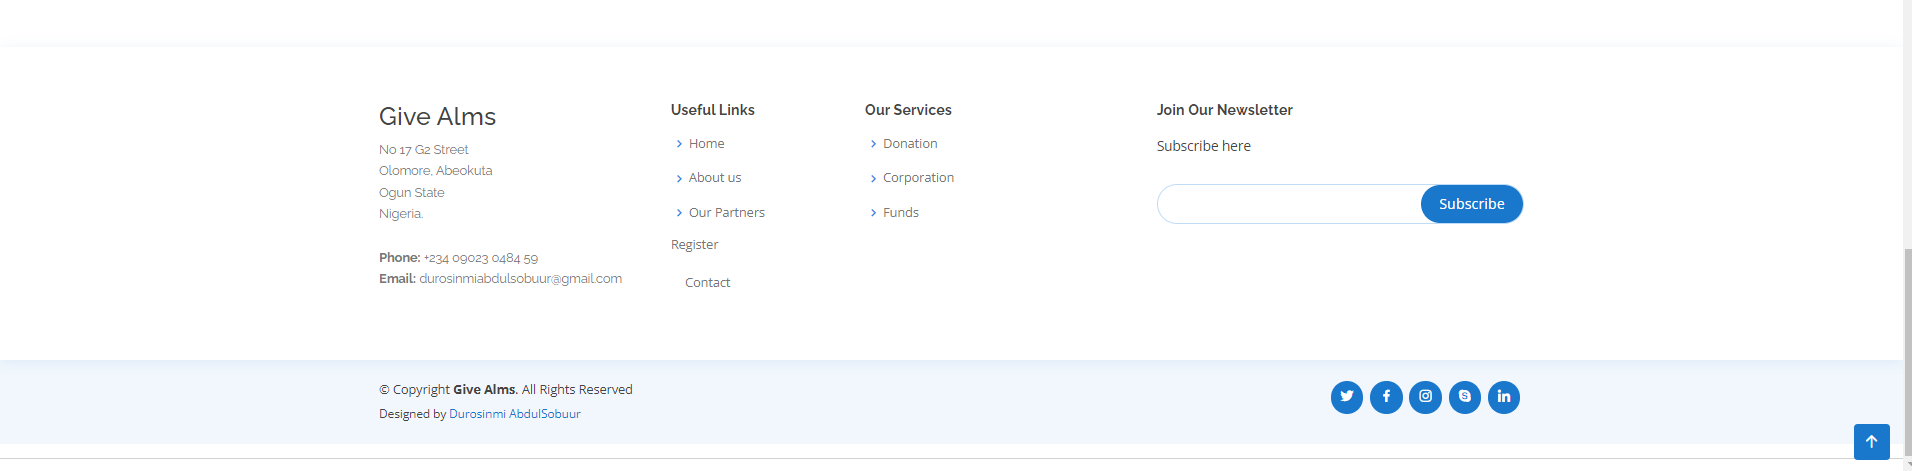 Give Alms
No 17 G2 Street
Olomore, Abeokuta
Ogun State
Nigeria.
Phone: +234 09023 0484 59
Email: durosinmiabdulsobuur@gmail.com
Useful Links
Home
About us
Our Partners
Register
Contact
Our Services
Donation
Corporation
Funds
Join Our Newsletter
Subscribe here
Subscribe
© Copyright Give Alms. All Rights Reserved
Designed by Durosinmi AbdulSobuur